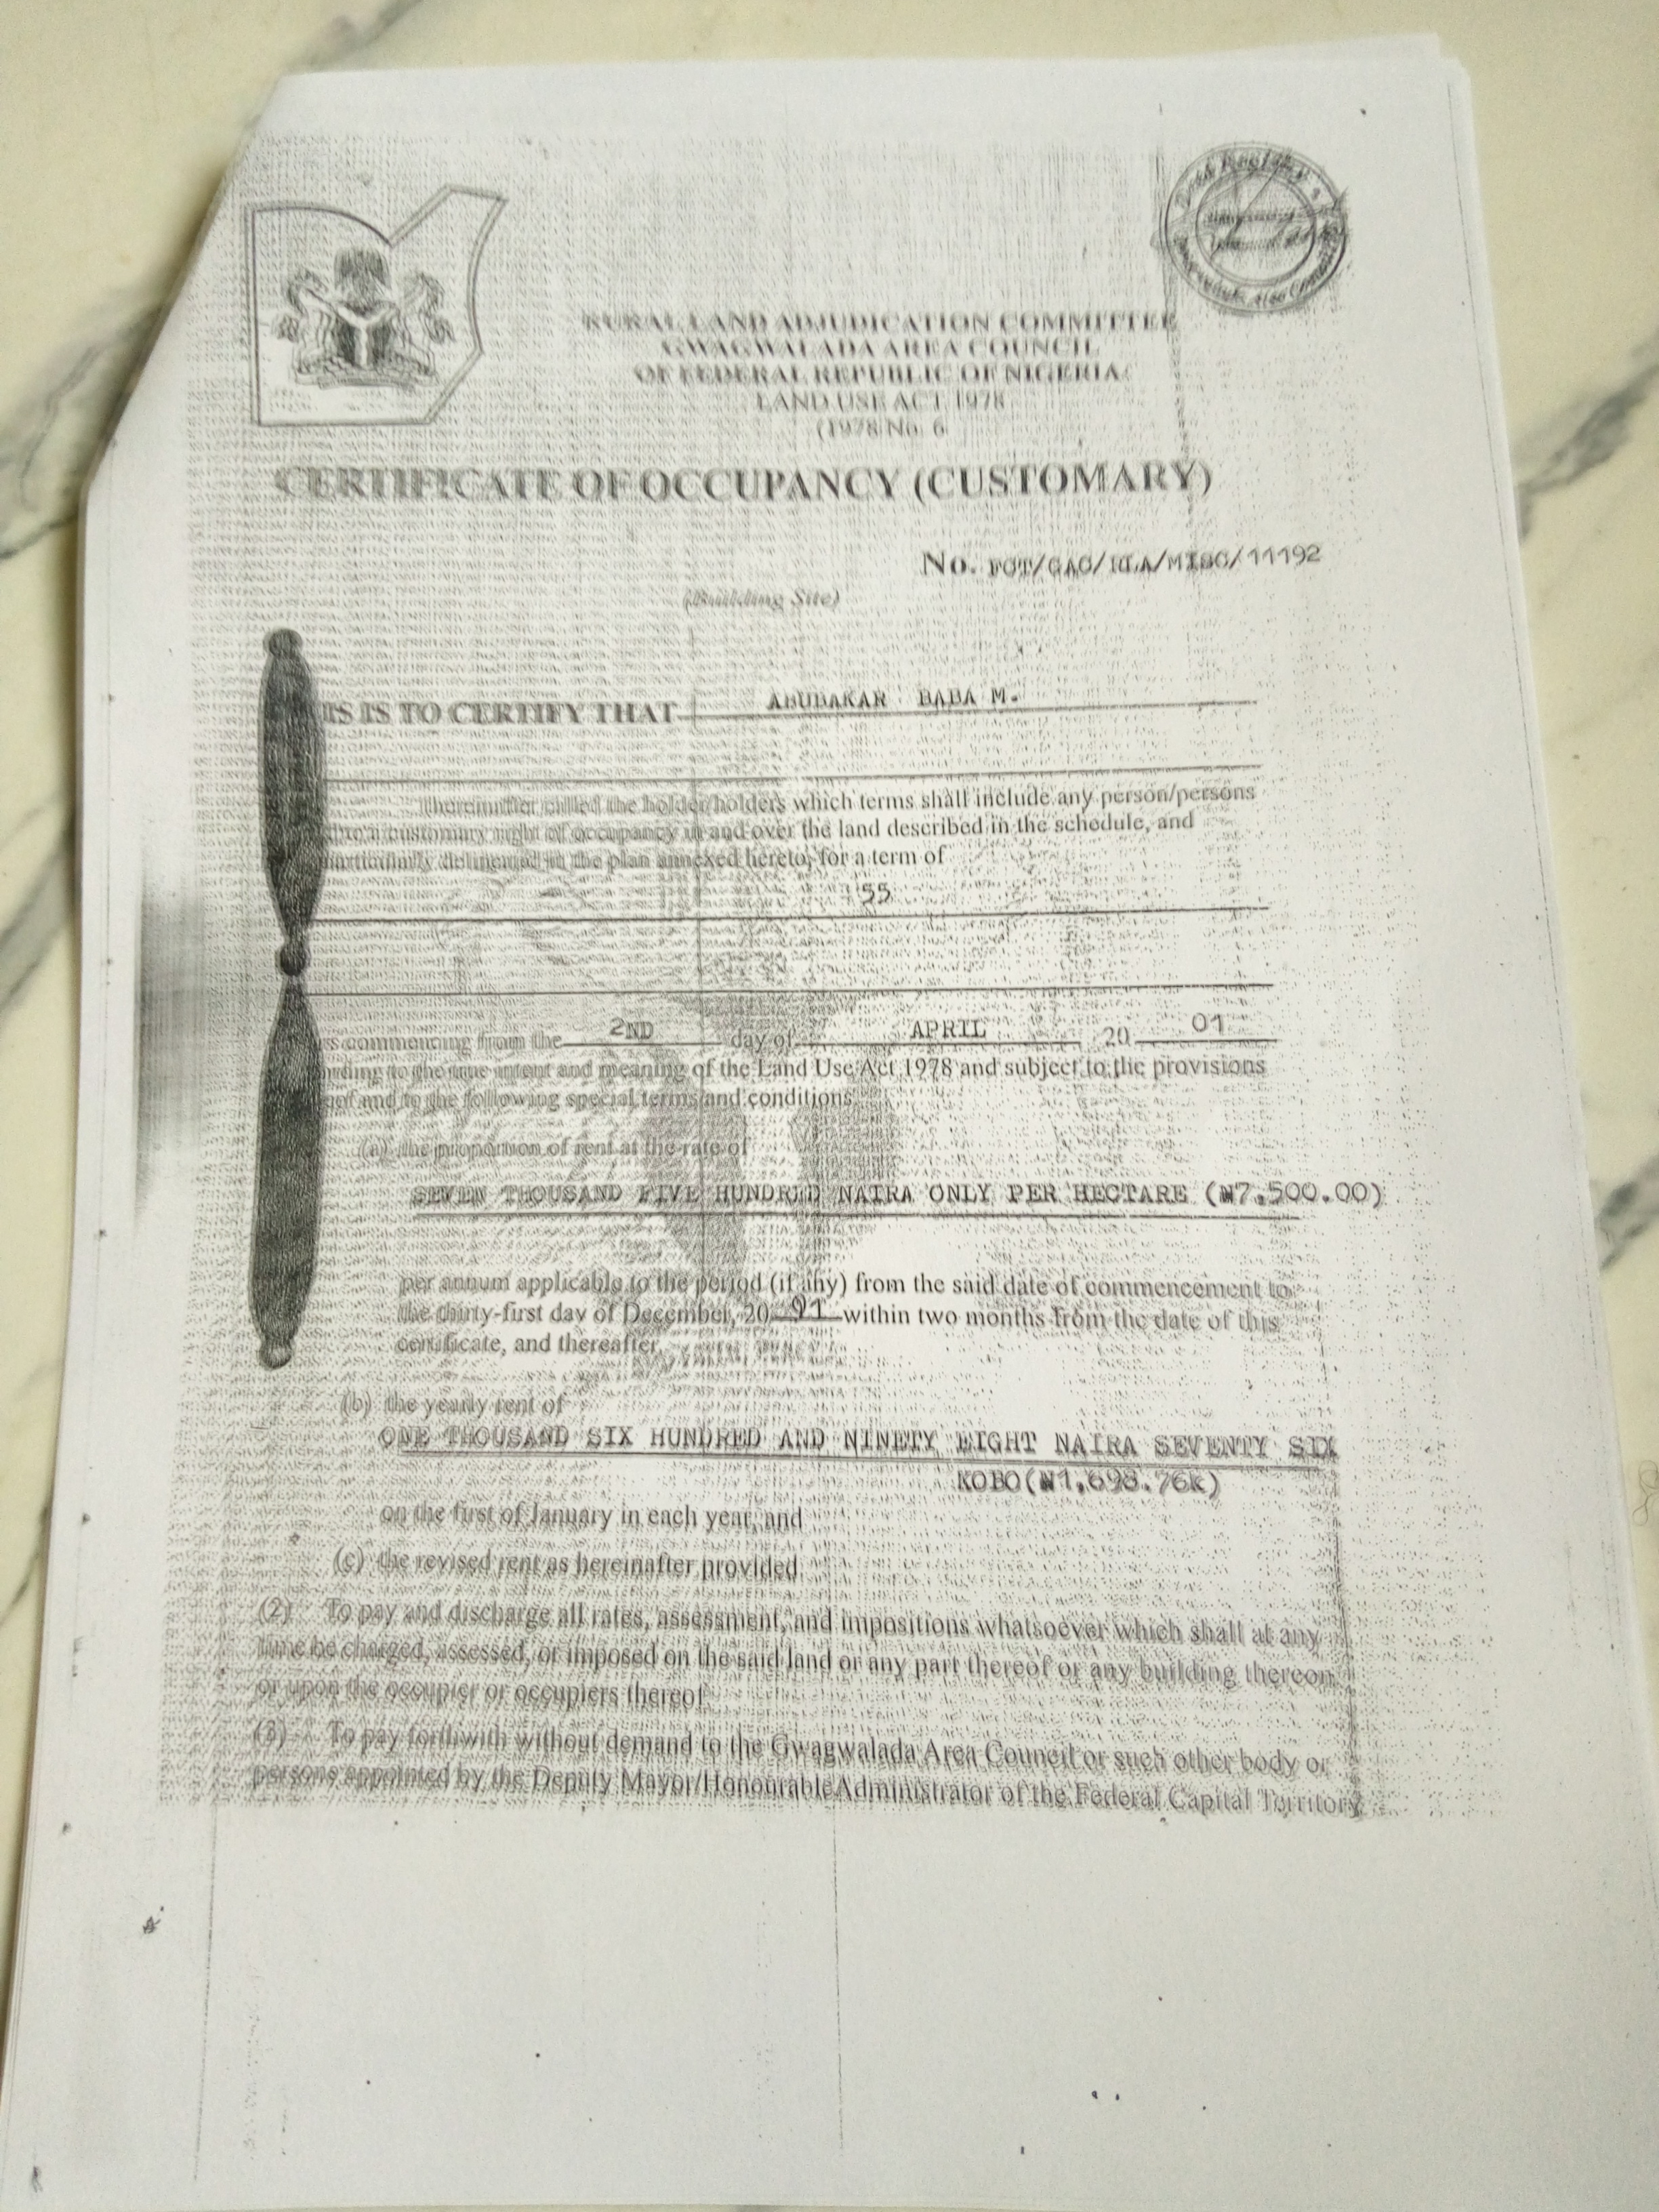 Deeds Registry
RURAL LAND ADJUDICATION COMMITTEE
GWAGWALADA AREA COUNCIL
OF FEDERAL REPUBLIC OF NIGERIA
LAND USE ACT 1978
(1978 No. 6
CERTIFICATE OF OCCUPANCY (CUSTOMARY)
No. FCT/GAC/RLA/MISC/11192
(Building Site)
IS IS TO CERTIFY THAT ABUBAKAR BABA M.
hereinafter called the holder/holders which terms shall include any person/persons
to a customary right of occupancy in and over the land described in the schedule, and
particularly delineated in the plan annexed hereto, for a term of
commencing from the 2ND day of APRIL 20 01
to the true intent and meaning of the Land Use Act 1978 and subject to the provisions
and to the following special terms and conditions
(a) the proportion of rent at the rate of
SEVEN THOUSAND FIVE HUNDRED NAIRA ONLY PER HECTARE (₦7,500.00)
per annum applicable to the period (if any) from the said date of commencement to
the thirty-first day of December, 20 within two months from the date of this
certificate, and thereafter,
(b) the yearly rent of
ONE THOUSAND SIX HUNDRED AND NINETY EIGHT NAIRA SEVENTY SIX
KOBO(₦1,698.76K)
on the first of January in each year, and
(c) the revised rent as hereinafter provided
(2) To pay and discharge all rates, assessment, and impositions whatsoever which shall at any
time be charged, assessed, or imposed on the said land or any part thereof or any building thereon
or upon the occupier or occupiers thereof
(3) To pay forthwith without demand to the Gwagwalada Area Council or such other body or
persons appointed by the Deputy Mayor/Honourable Administrator of the Federal Capital Territory